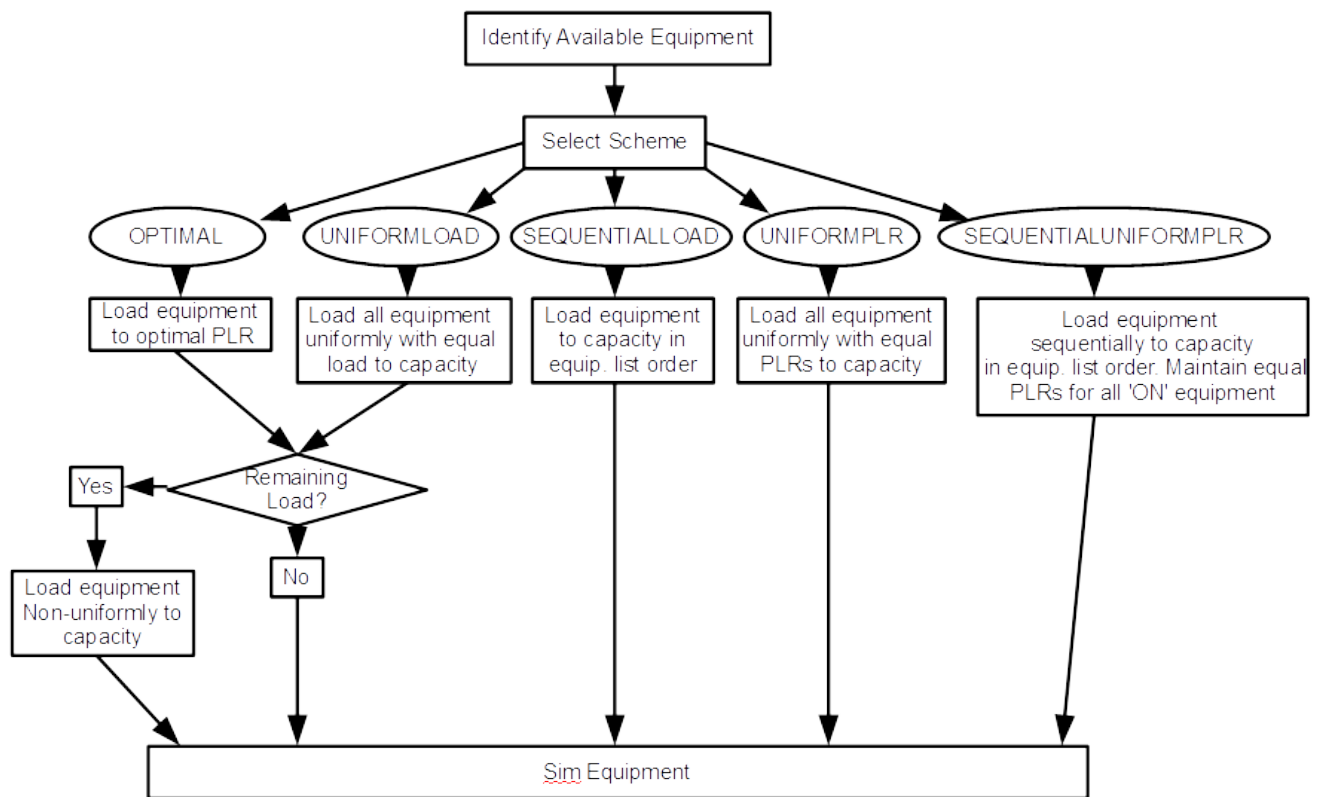 Identify Available Equipment
Select Scheme
OPTIMAL
UNIFORMLOAD
SEQUENTIALLOAD
UNIFORMPLR
SEQUENTIALUNIFORMPLR
Load equipment
to optimal PLR
Load all equipment
uniformly with equal
load to capacity
Load equipment
to capacity in
equip. list order
Load all equipment
uniformly with equal
PLRs to capacity
Load equipment
sequentially to capacity
in equip. list order. Maintain equal
PLRs for all 'ON' equipment
Remaining
Load?
Yes
No
Load equipment
Non-uniformly to
capacity
Sim Equipment